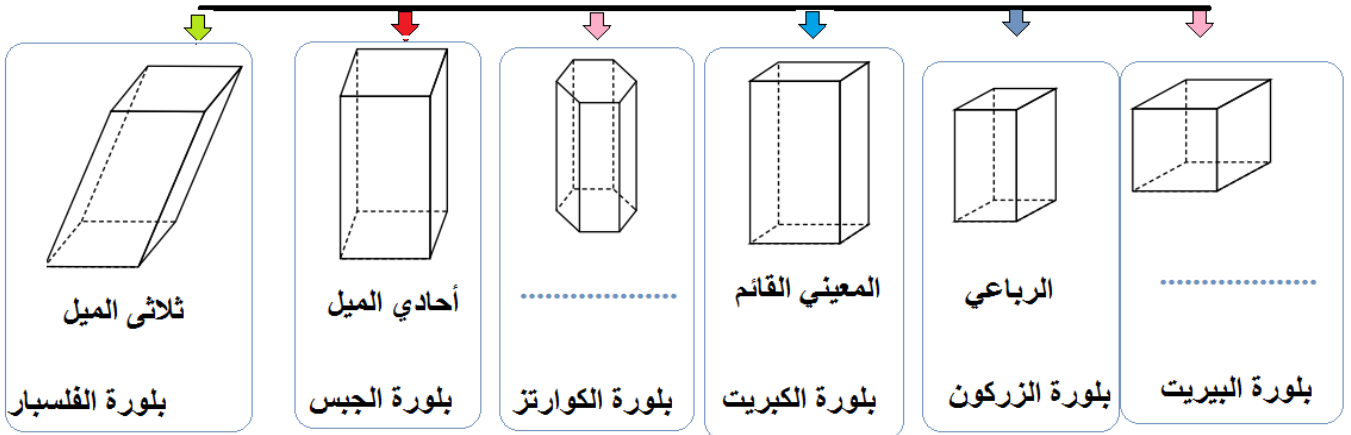 ............................
بلورة البيريت
الرباعي
بلورة الزركون
المعيني القائم
بلورة الكبريت
............................
بلورة الكوارتز
أحادي الميل
بلورة الجبس
ثلاثى الميل
بلورة الفلسبار